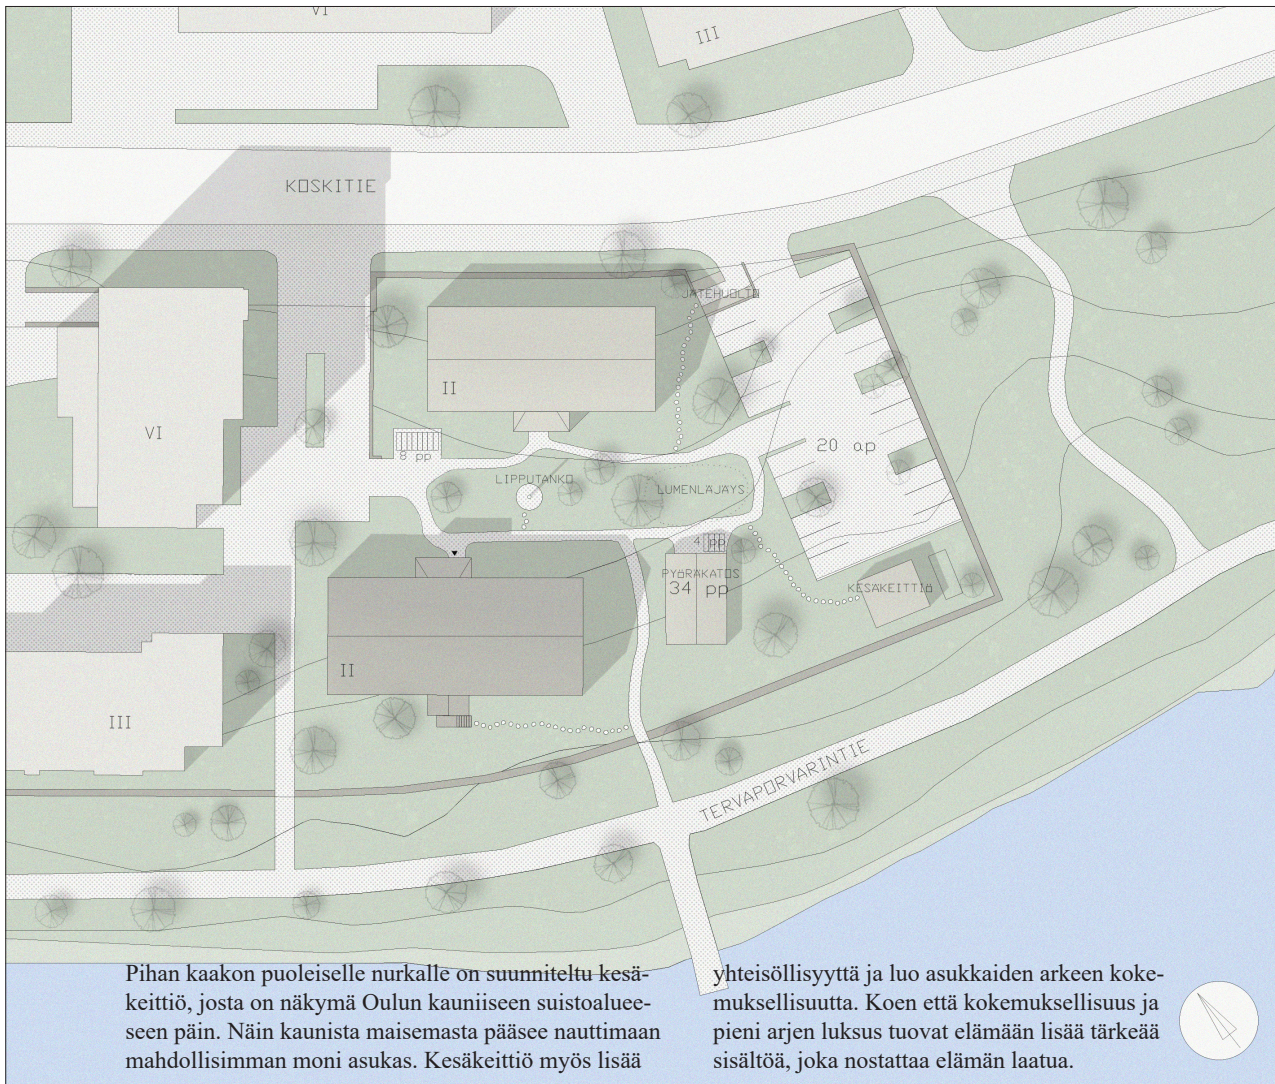 VI
III
KOSKITIE
JÄTEHUOLTO
II
VI
8 pp
20 ap
LIPPUTANKO
LUMENLÄJÄYS
4 pp
PYÖRÄKATOS
34 pp
KESÄKEITTIÖ
II
III
TERVAPORVARINTIE
Pihan kaakon puoleiselle nurkalle on suunniteltu kesä-
keittiö, josta on näkymä Oulun kauniiseen suistoaluee-
seen päin. Näin kaunista maisemasta pääsee nauttimaan
mahdollisimman moni asukas. Kesäkeittiö myös lisää
yhteisöllisyyttä ja luo asukkaiden arkeen koke-
muksellisuutta. Koen että kokemuksellisuus ja
pieni arjen luksus tuovat elämään lisää tärkeää
sisältöä, joka nostattaa elämän laatua.